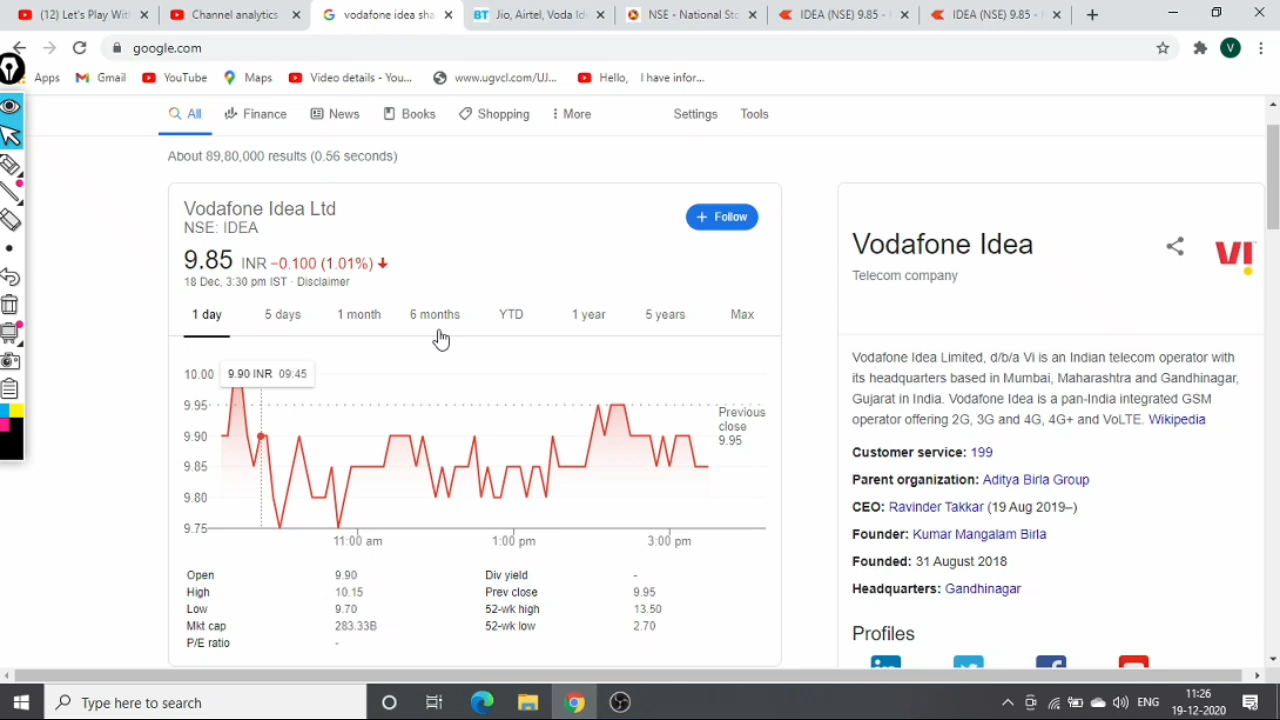 (12) Let's Play Wit
Channel analytics
vodafone idea sha
Jio, Airtel, Voda Id
NSE - National Sto
IDEA (NSE) 9.85 -
IDEA (NSE) 9.85 -
google.com
V
Apps
Gmail
YouTube
Maps
Video details - You...
www.ugvcl.com/UJ...
Hello, I have infor...
All
Finance
News
Books
Shopping
More
Settings
Tools
About 89,80,000 results (0.56 seconds)
Vodafone Idea Ltd
NSE: IDEA
+ Follow
9.85 INR −0.100 (1.01%) ↓
18 Dec, 3:30 pm IST · Disclaimer
1 day
5 days
1 month
6 months
YTD
1 year
5 years
Max
9.90 INR 09:45
10.00
9.95
9.90
9.85
9.80
9.75
Previous
close
9.95
11:00 am
1:00 pm
3:00 pm
Open 9.90
High 10.15
Low 9.70
Mkt cap 283.33B
P/E ratio -
Div yield -
Prev close 9.95
52-wk high 13.50
52-wk low 2.70
Vodafone Idea
Telecom company
VI
Vodafone Idea Limited, d/b/a Vi is an Indian telecom operator with
its headquarters based in Mumbai, Maharashtra and Gandhinagar,
Gujarat in India. Vodafone Idea is a pan-India integrated GSM
operator offering 2G, 3G and 4G, 4G+ and VoLTE. Wikipedia
Customer service: 199
Parent organization: Aditya Birla Group
CEO: Ravinder Takkar (19 Aug 2019–)
Founder: Kumar Mangalam Birla
Founded: 31 August 2018
Headquarters: Gandhinagar
Profiles
Type here to search
ENG
11:26
19-12-2020